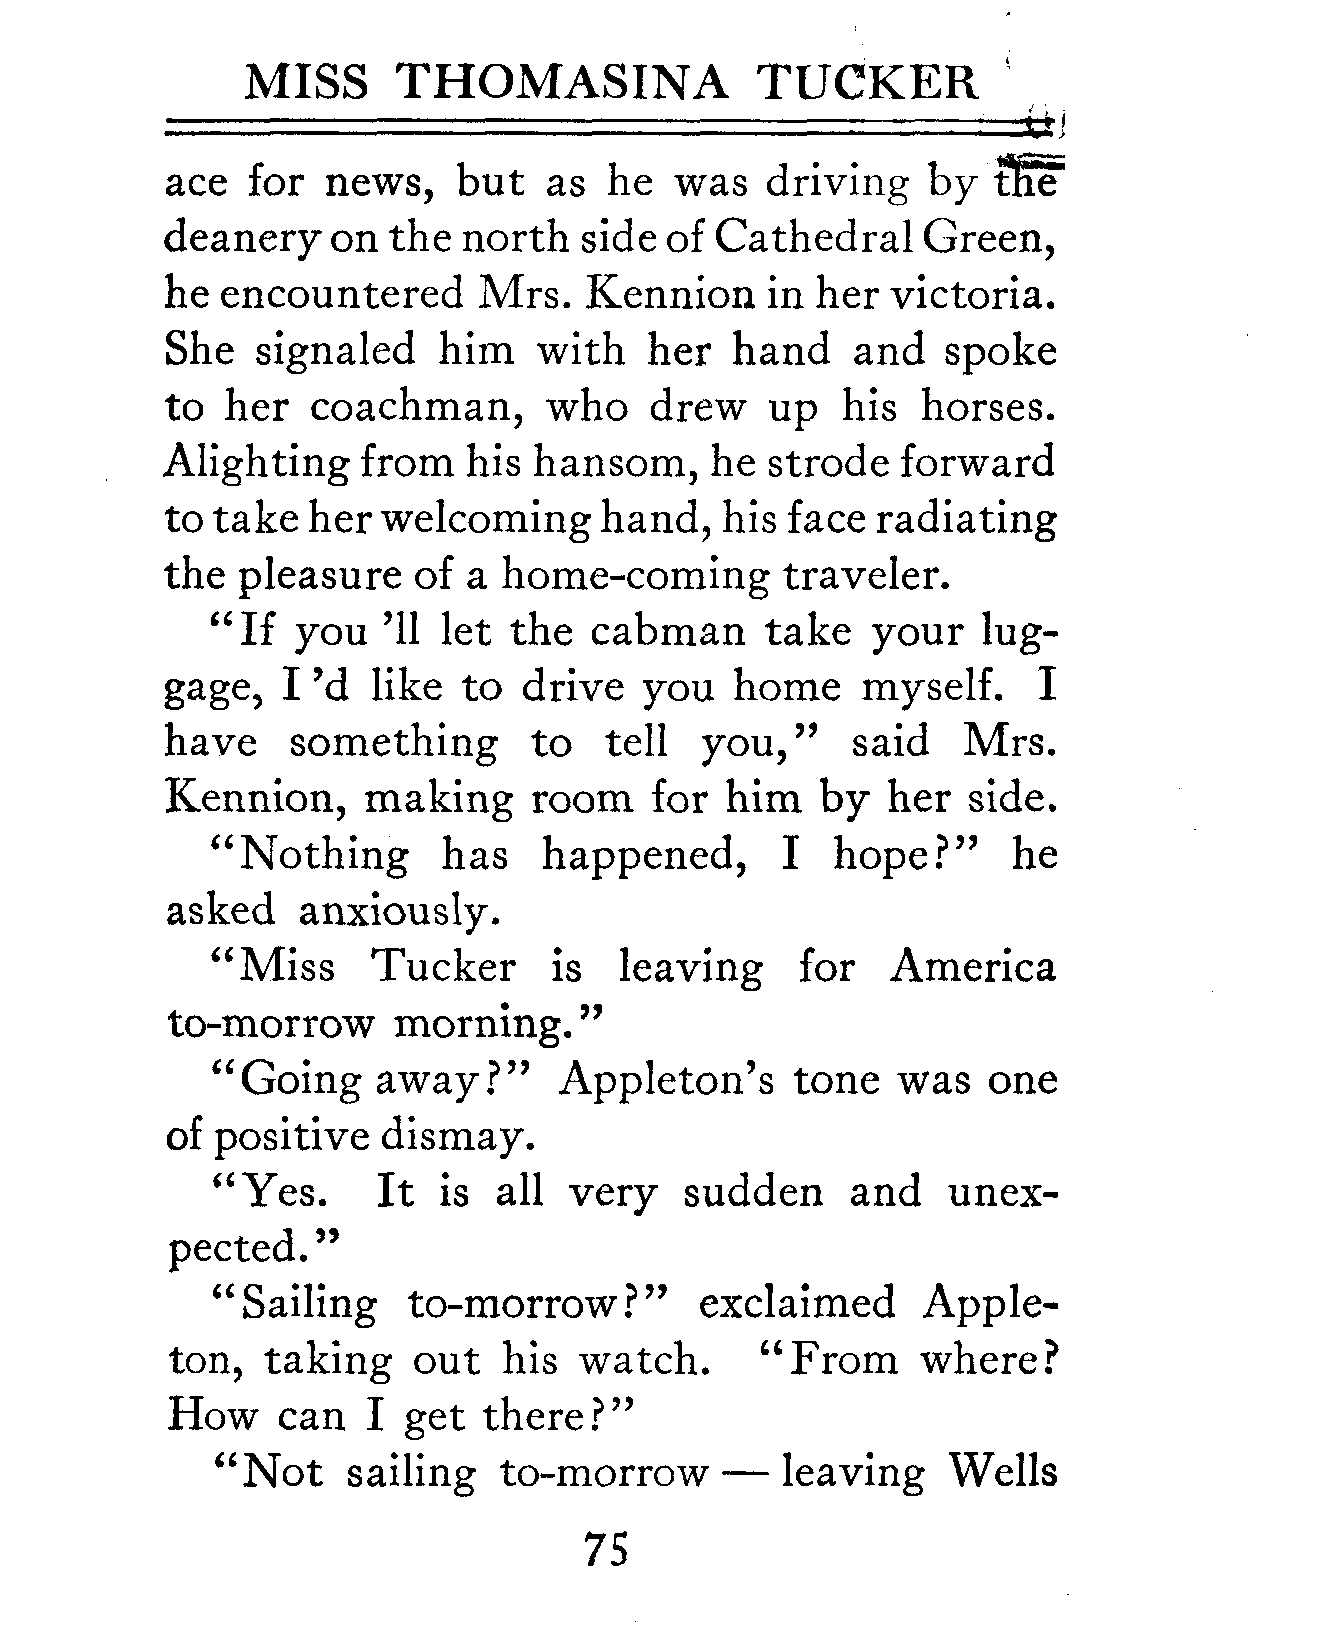 MISS THOMASINA TUCKER
ace for news, but as he was driving by the
deanery on the north side of Cathedral Green,
he encountered Mrs. Kennion in her victoria.
She signaled him with her hand and spoke
to her coachman, who drew up his horses.
Alighting from his hansom, he strode forward
to take her welcoming hand, his face radiating
the pleasure of a home-coming traveler.
“If you 'll let the cabman take your lug-
gage, I 'd like to drive you home myself. I
have something to tell you,” said Mrs.
Kennion, making room for him by her side.
“Nothing has happened, I hope?” he
asked anxiously.
“Miss Tucker is leaving for America
to-morrow morning.”
“Going away?” Appleton's tone was one
of positive dismay.
“Yes. It is all very sudden and unex-
pected.”
“Sailing to-morrow?” exclaimed Apple-
ton, taking out his watch. “From where?
How can I get there?”
“Not sailing to-morrow — leaving Wells
75